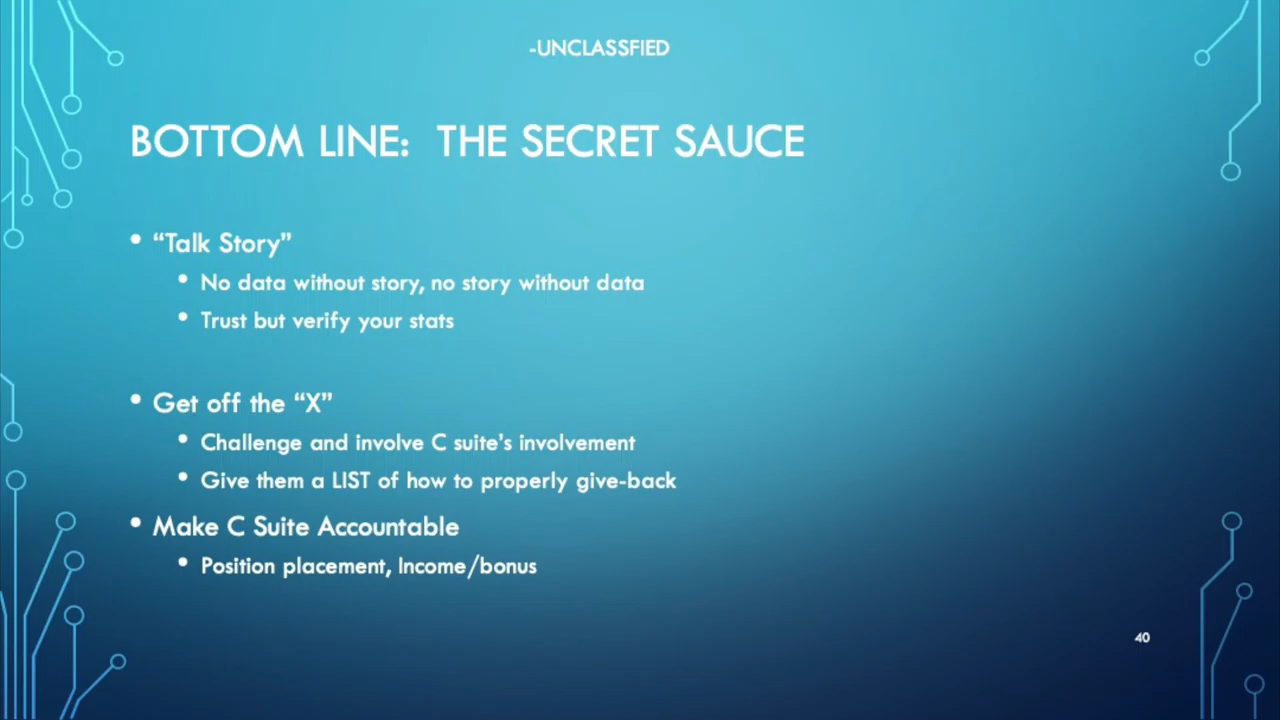 -UNCLASSFIED
BOTTOM LINE: THE SECRET SAUCE
• “Talk Story”
• No data without story, no story without data
• Trust but verify your stats
• Get off the “X”
• Challenge and involve C suite’s involvement
• Give them a LIST of how to properly give-back
• Make C Suite Accountable
• Position placement, Income/bonus
40